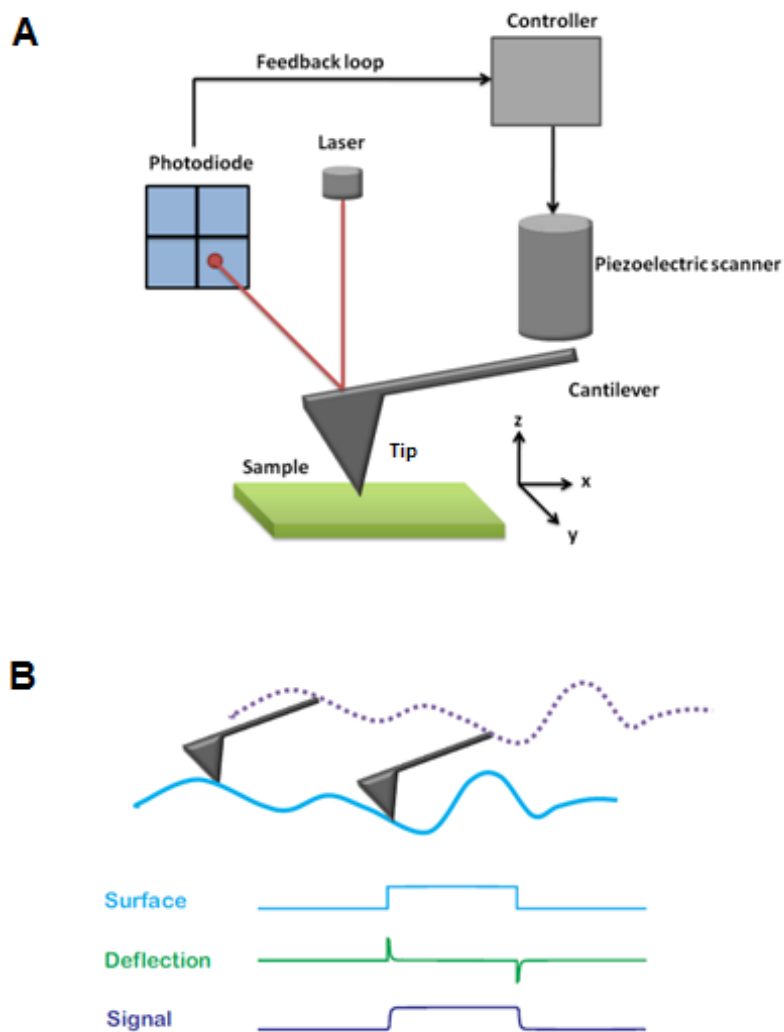 A
Controller
Feedback loop
Laser
Photodiode
Piezoelectric scanner
Cantilever
Tip
Sample
z
x
y
B
Surface
Deflection
Signal